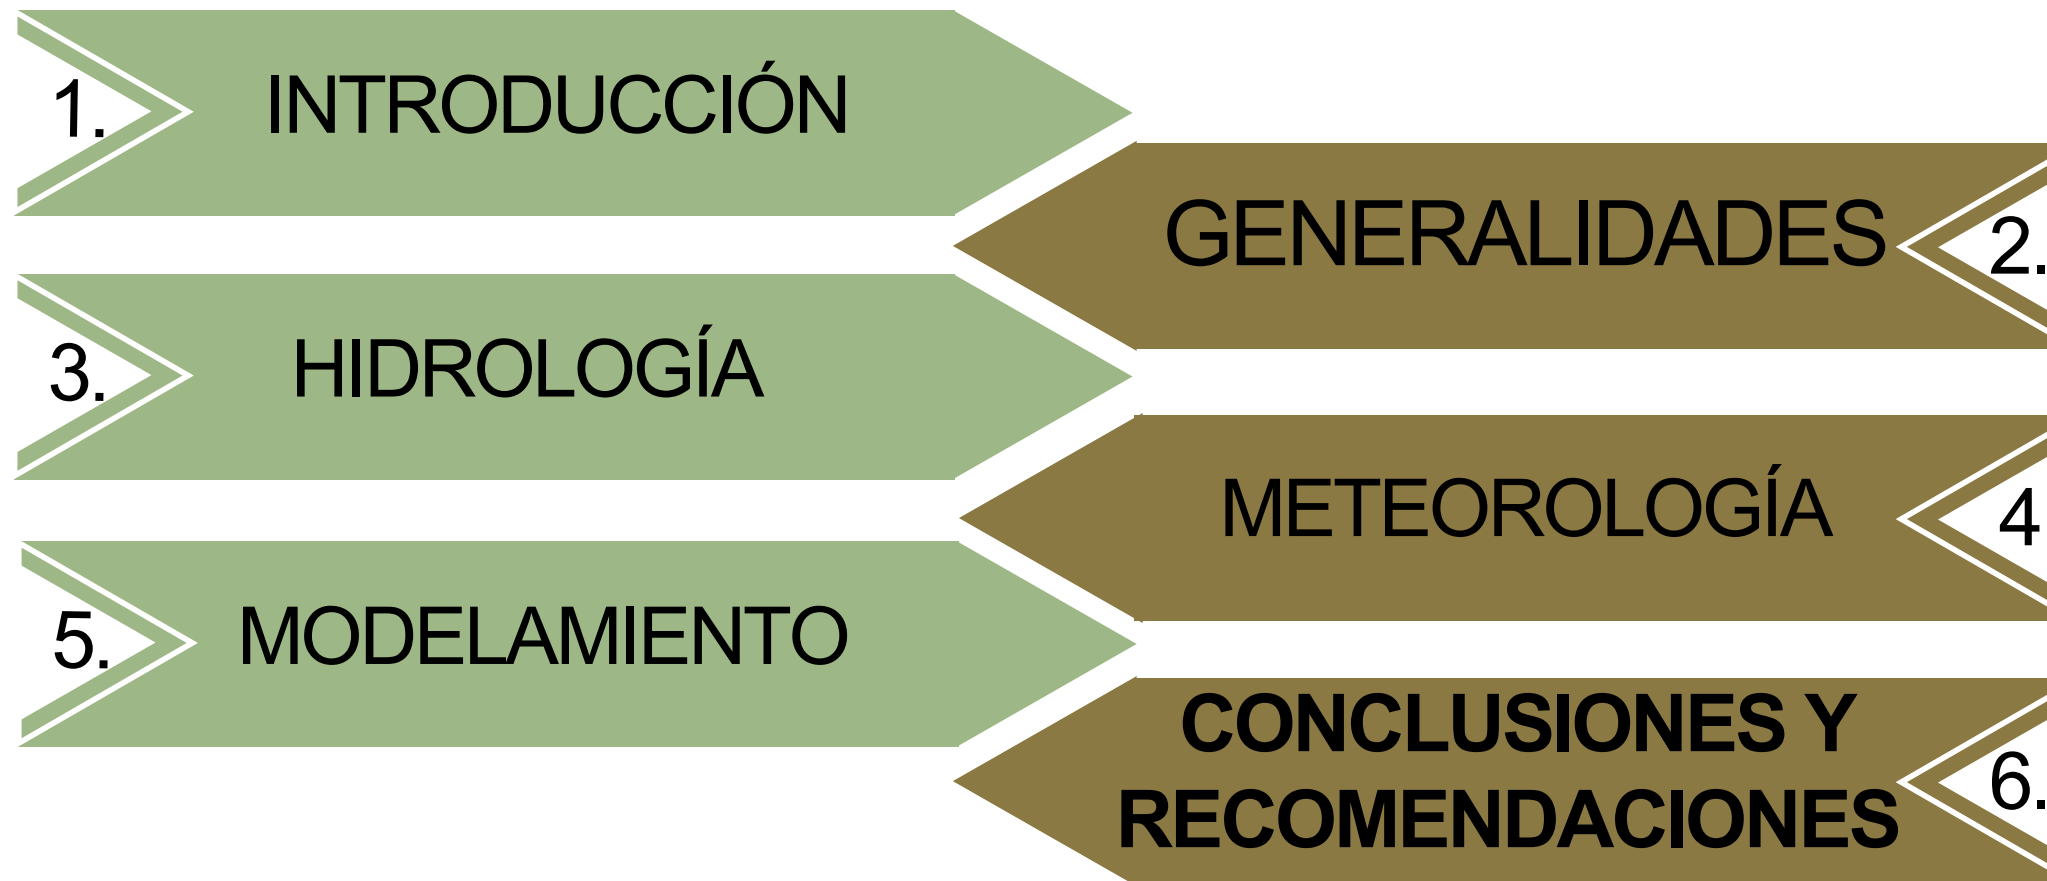 1. INTRODUCCIÓN
GENERALIDADES 2.
3. HIDROLOGÍA
METEOROLOGÍA 4
5. MODELAMIENTO
CONCLUSIONES Y
RECOMENDACIONES 6.